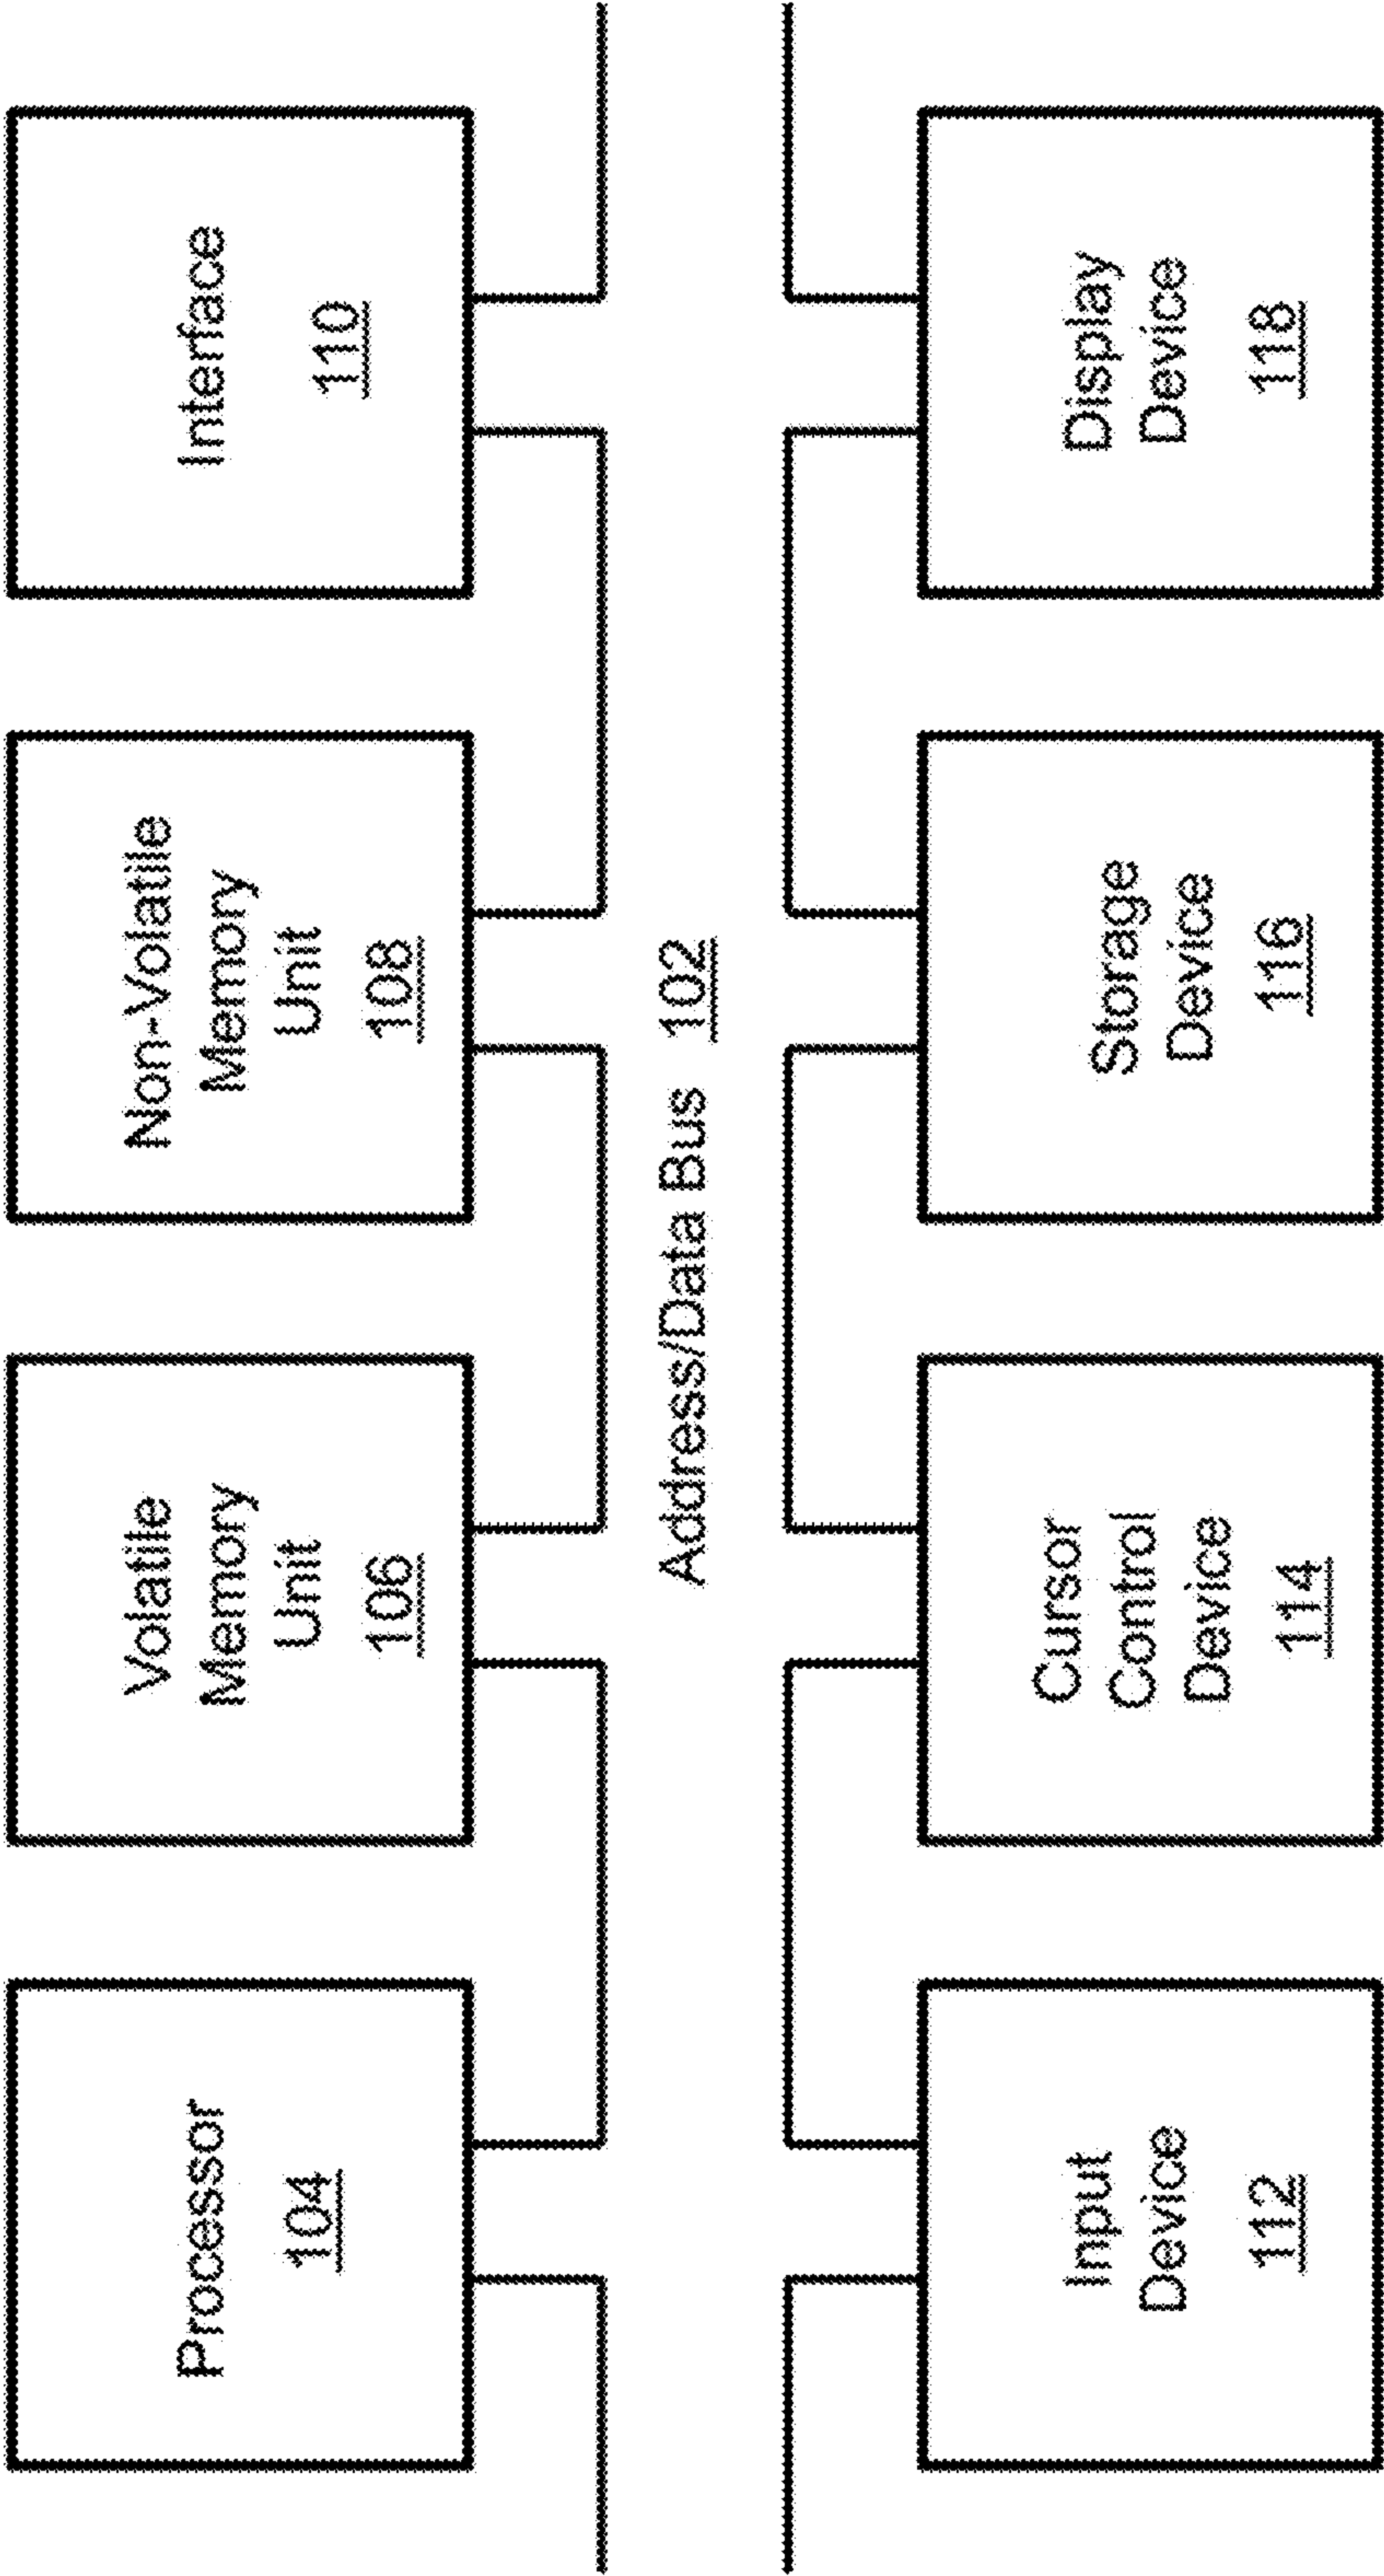 Processor
104
Volatile
Memory
Unit
106
Non-Volatile
Memory
Unit
108
Interface
110
Address/Data Bus 102
Input
Device
112
Cursor
Control
Device
114
Storage
Device
116
Display
Device
118